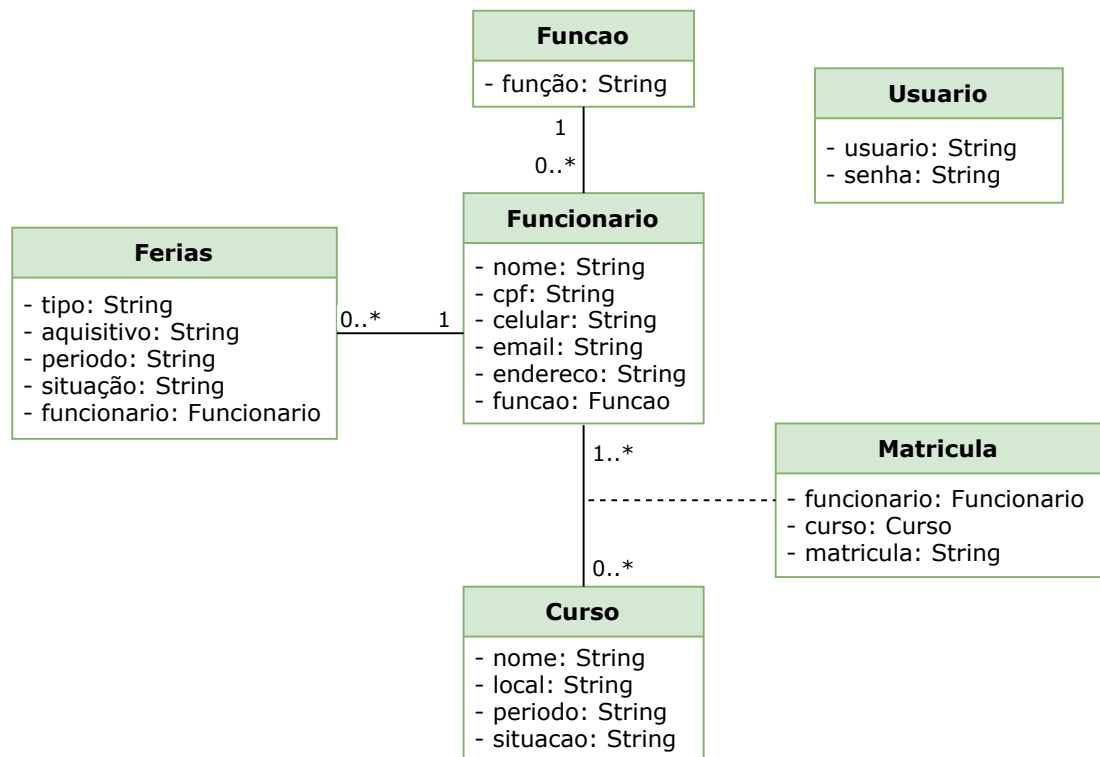 Funcao
- função: String
1
0..*
Usuario
- usuario: String
- senha: String
Ferias
- tipo: String
- aquisitivo: String
- periodo: String
- situação: String
- funcionario: Funcionario
0..*
1
Funcionário
- nome: String
- cpf: String
- celular: String
- email: String
- endereco: String
- funcao: Funcao
1..*
0..*
Matricula
- funcionario: Funcionario
- curso: Curso
- matricula: String
Curso
- nome: String
- local: String
- periodo: String
- situacao: String